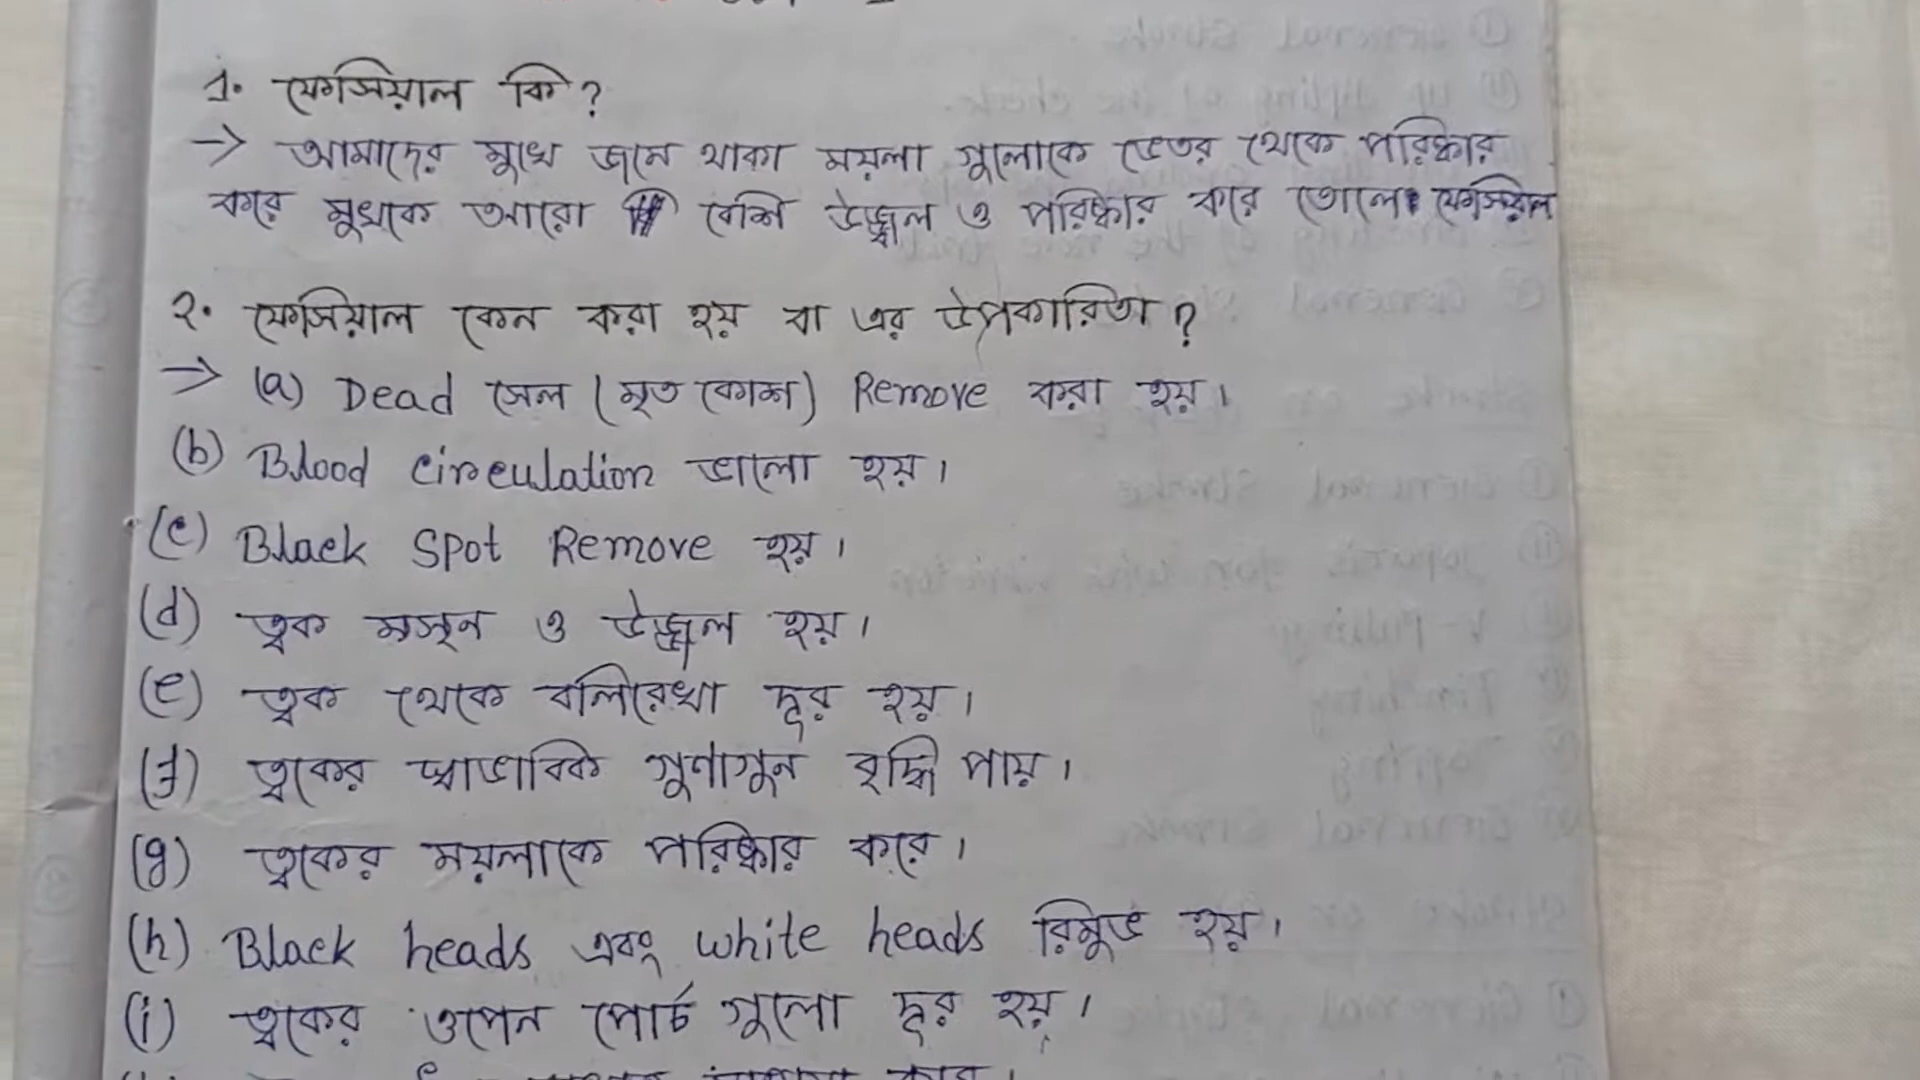 ১. ফেসিয়াল কি?
→ আমাদের মুখে জমে থাকা ময়লা গুলোকে ভেতর থেকে পরিষ্কার
করে মুখকে আরো বেশি উজ্জ্বল ও পরিষ্কার করে তোলে ফেসিয়াল
২. ফেসিয়াল কেন করা হয় বা এর উপকারিতা?
→ (a) Dead সেল (মৃত কোশ) Remove করা হয়।
(b) Blood circulation ভালো হয়।
(c) Black Spot Remove হয়।
(d) ত্বক মসৃন ও উজ্জ্বল হয়।
(e) ত্বক থেকে বলিরেখা দূর হয়।
(f) ত্বকের স্বাভাবিক গুণাগুন বৃদ্ধি পায়।
(g) ত্বকের ময়লাকে পরিষ্কার করে।
(h) Black heads এবং white heads রিমুভ হয়।
(i) ত্বকের ওপেন পোর্চ গুলো দূর হয়।